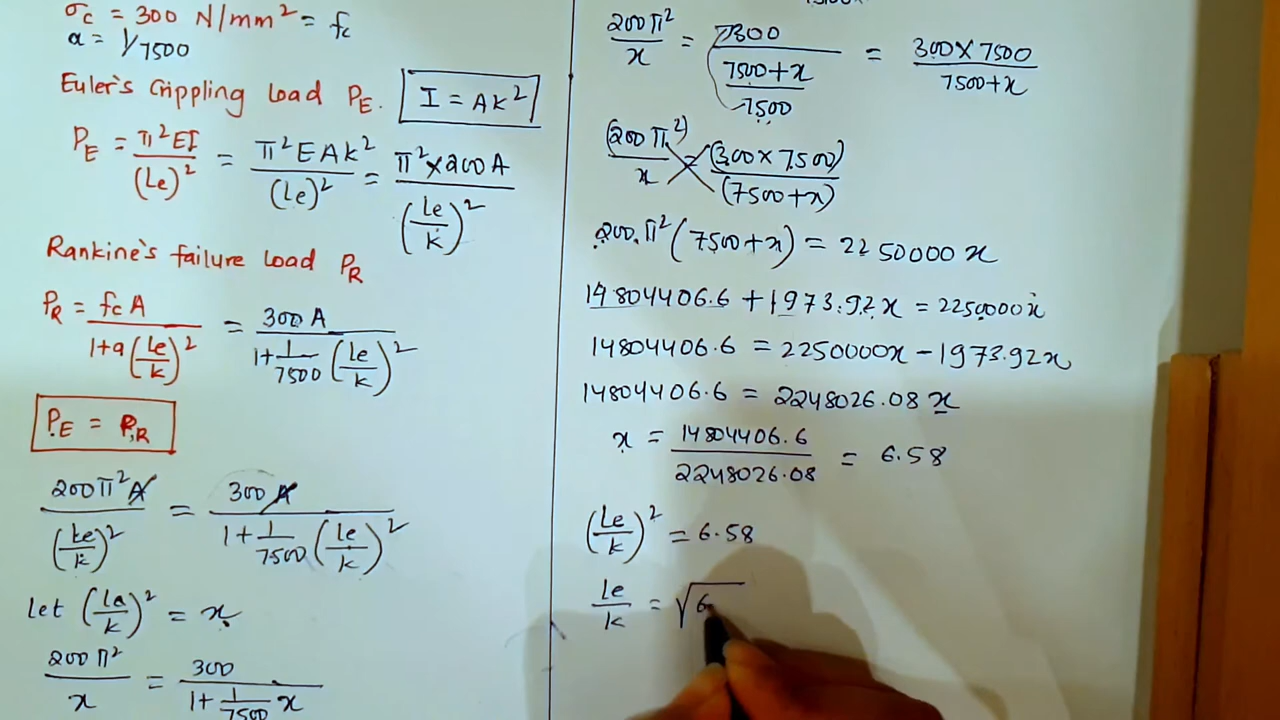 σc = 300 N/mm² = fc
a = 1/7500
Euler's Crippling Load PE. I = AK²
PE = π²EI/(Le)² = π²EAK²/(Le)² = π²×200A/(Le/k)²
Rankine's failure Load PR
PR = fcA/1+a(Le/k)² = 300A/1+1/7500(Le/k)²
PE = PR
200π²A/(Le/k)² = 300A/1+1/7500(Le/k)²
let (Le/k)² = x
200π²/x = 300/1+1/7500 x
200π²/x = 300/7500+x/7500 = 300×7500/7500+x
(200π²)/x = (300×7500)/(7500+x)
200.π²(7500+x) = 2250000x
14804406.6 + 1973.92x = 2250000x
14804406.6 = 2250000x − 1973.92x
14804406.6 = 2248026.08x
x = 14804406.6/2248026.08 = 6.58
(Le/k)² = 6.58
Le/k = √6